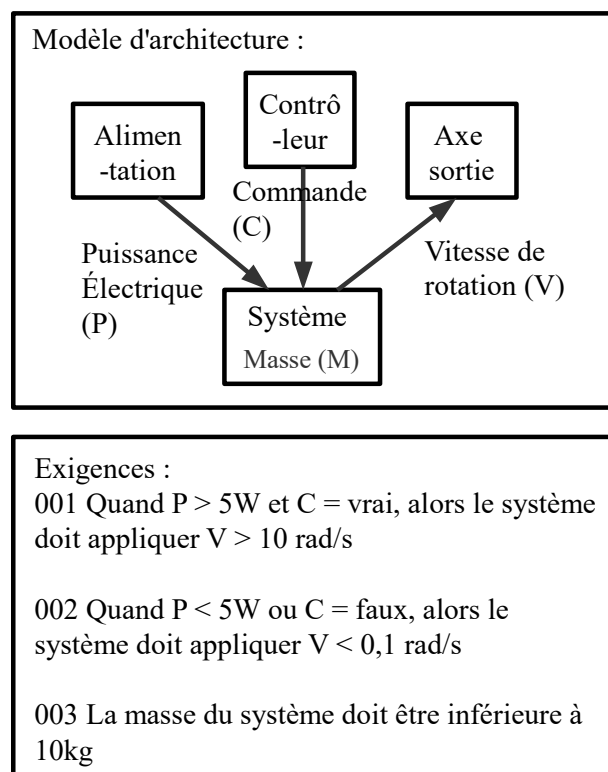 Modèle d'architecture :
Alimen
-tation
Contrô
-leur
Axe
sortie
Commande
(C)
Puissance
Électrique
(P)
Vitesse de
rotation (V)
Système
Masse (M)
Exigences :
001 Quand P > 5W et C = vrai, alors le système
doit appliquer V > 10 rad/s
002 Quand P < 5W ou C = faux, alors le
système doit appliquer V < 0,1 rad/s
003 La masse du système doit être inférieure à
10kg